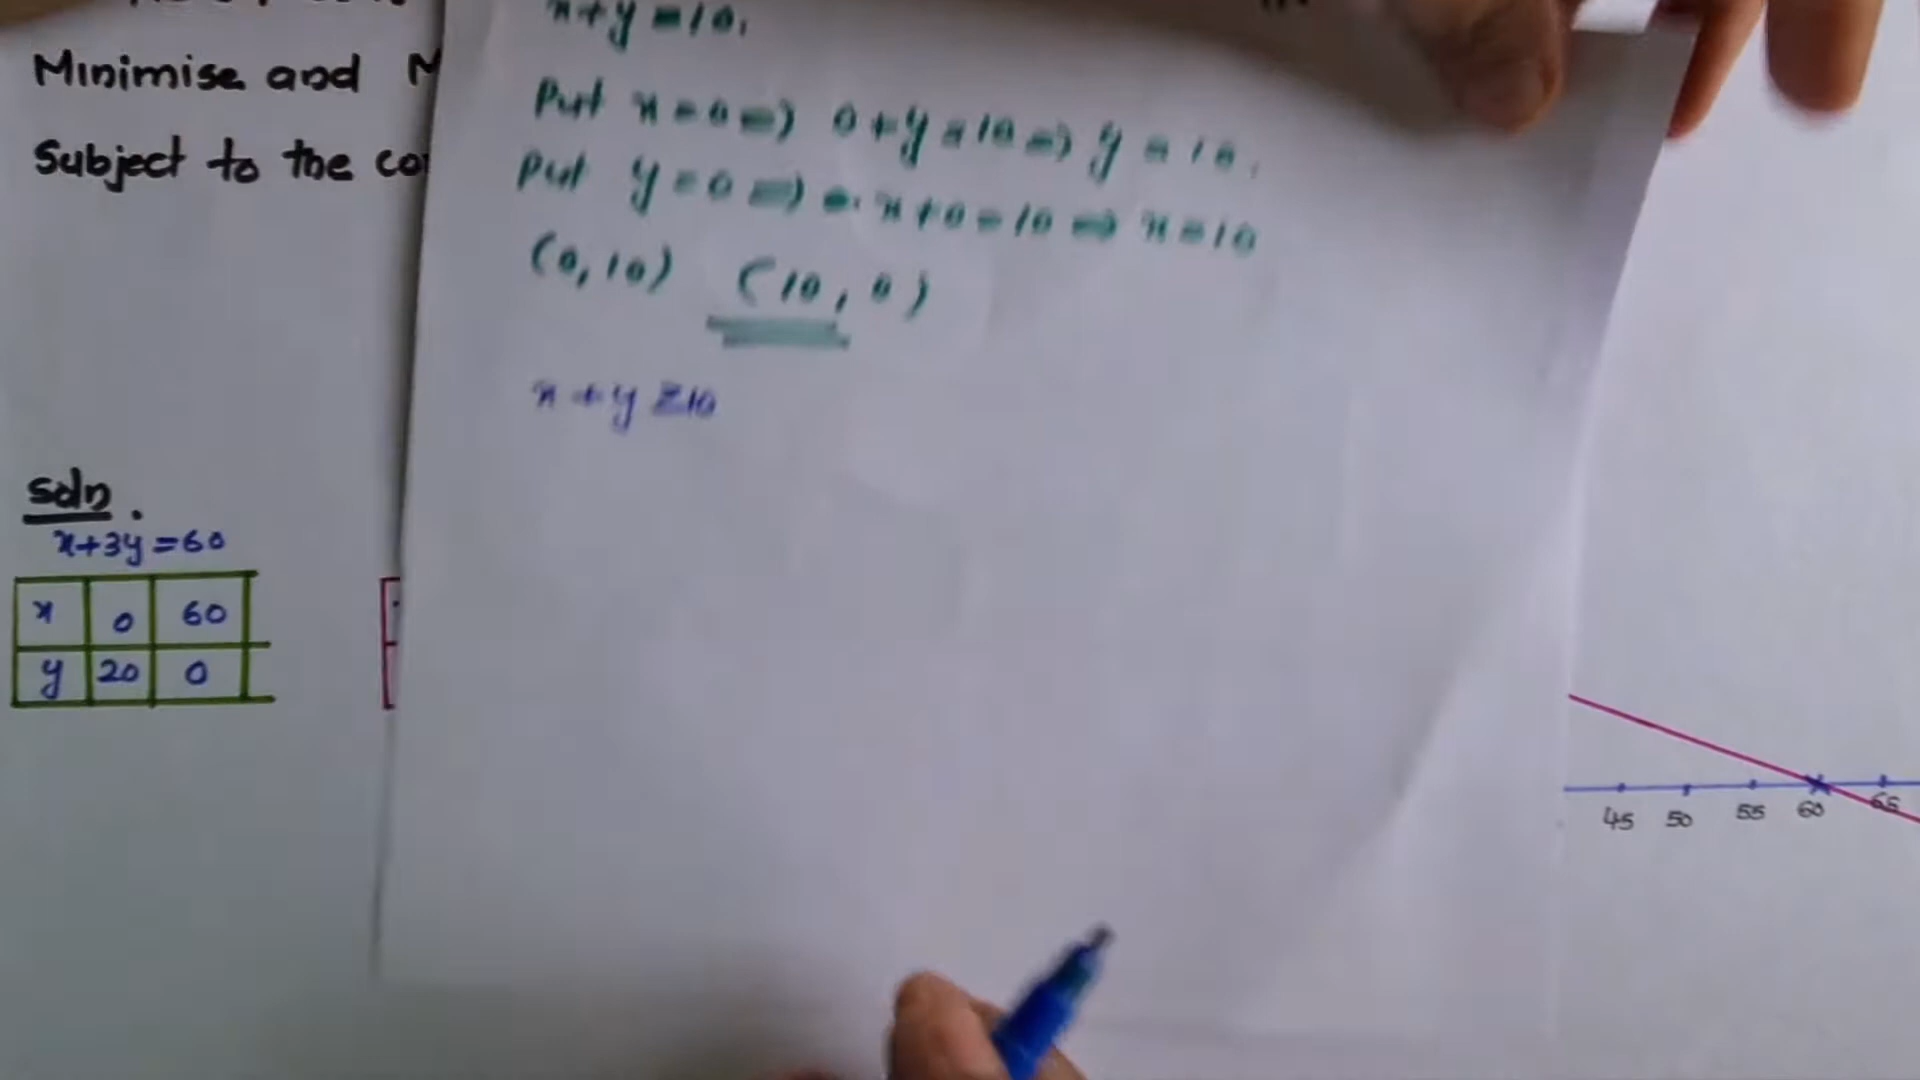 Minimise and M
Subject to the co
Soln.
x+3y=60
x 0 60
y 20 0
x+y=10.
Put x=0 => 0+y=10 => y=10.
Put y=0 => x+0=10 => x=10
(0,10) (10,0)
x+y ≥10
45 50 55 60 65